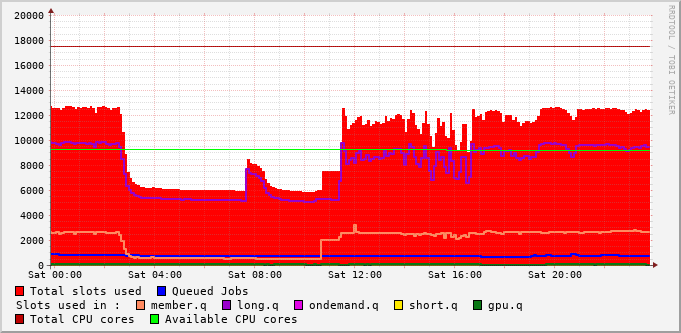 20000
18000
16000
14000
12000
10000
8000
6000
4000
2000
0
Sat 00:00 Sat 04:00 Sat 08:00 Sat 12:00 Sat 16:00 Sat 20:00
Total slots used Queued Jobs
Slots used in : member.q long.q ondemand.q short.q gpu.q
Total CPU cores Available CPU cores
RRDTOOL / TOBI OETIKER